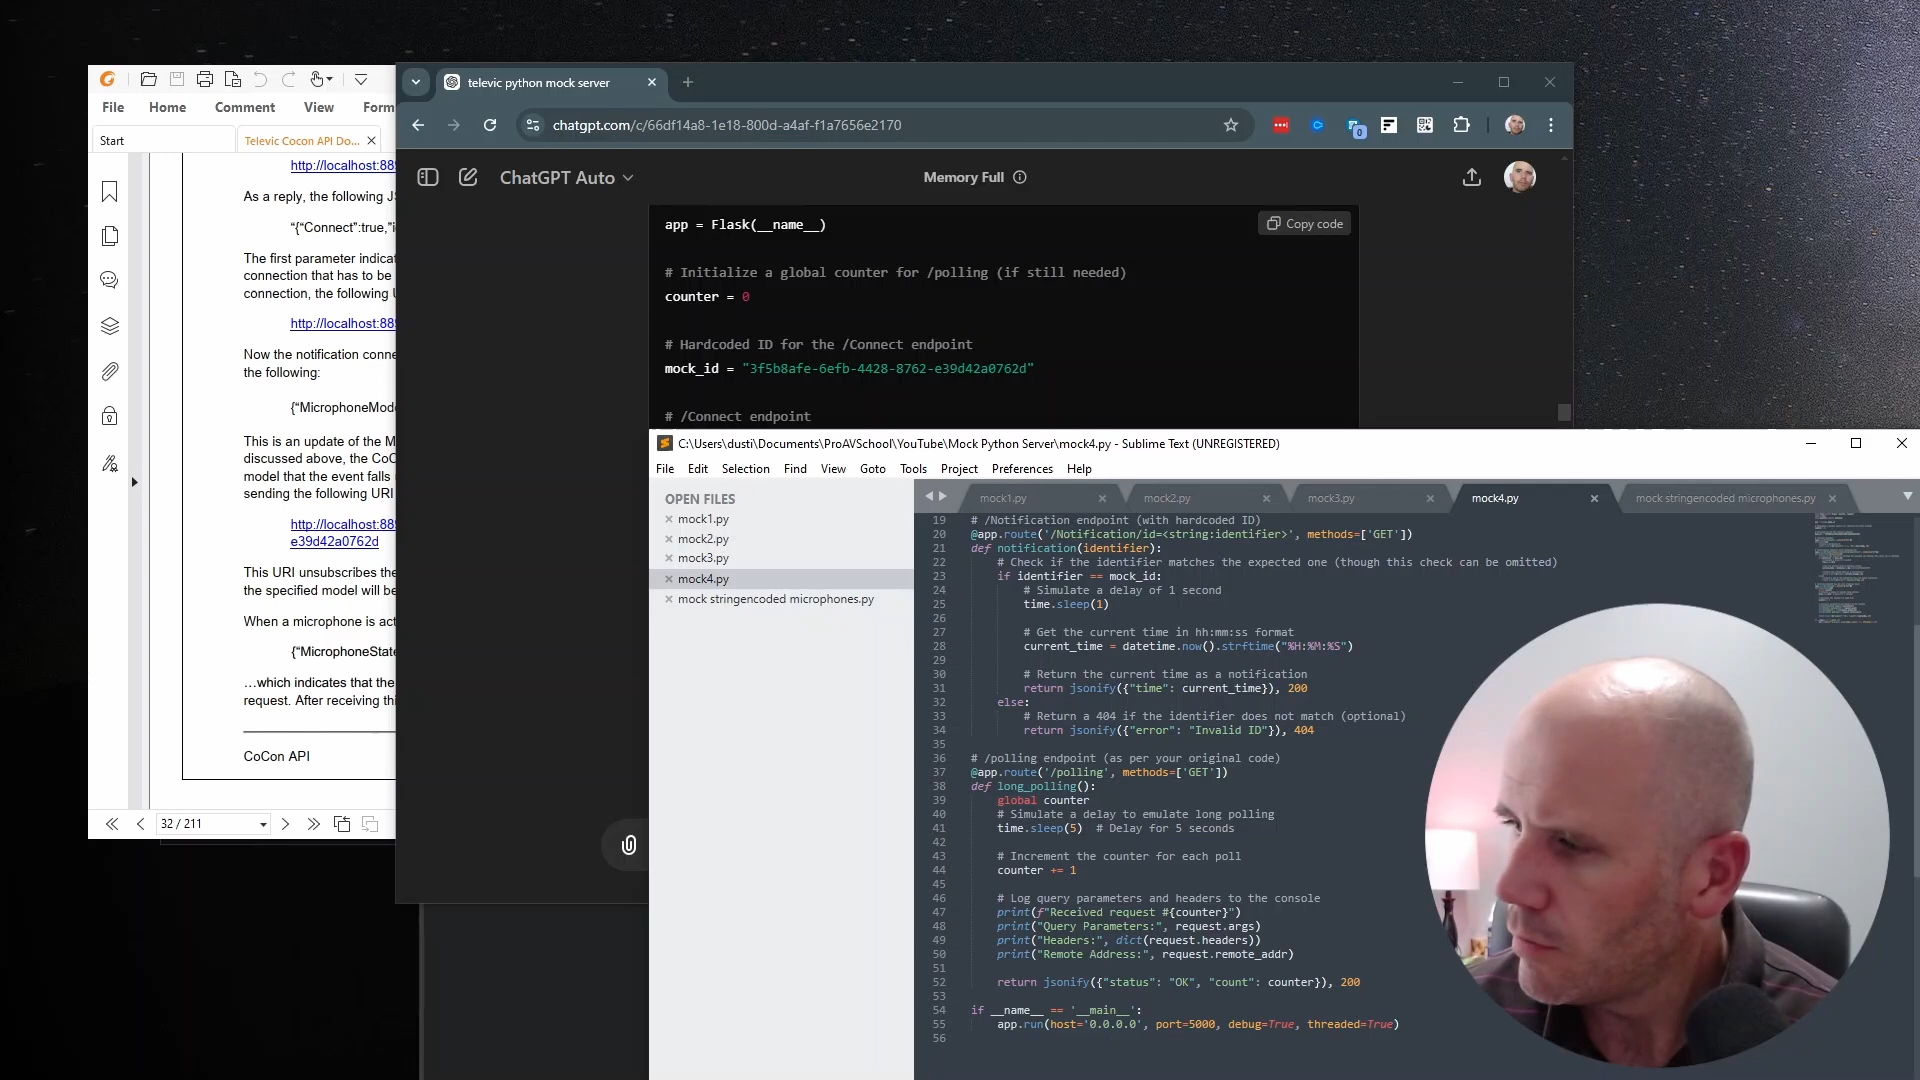 File Home Comment View Form
Start
Televic Cocon API Do...
http://localhost:889
As a reply, the following J
"{"Connect":true,"i
The first parameter indicat
connection that has to be
connection, the following U
http://localhost:889
Now the notification conne
the following:
{"MicrophoneMod
This is an update of the M
discussed above, the CoC
model that the event falls
sending the following URI
http://localhost:889
e39d42a0762d
This URI unsubscribes the
the specified model will be
When a microphone is act
{"MicrophoneState
...which indicates that the
request. After receiving thi
CoCon API
32 / 211
televic python mock server
chatgpt.com/c/66df14a8-1e18-800d-a4af-f1a7656e2170
0
ChatGPT Auto
Memory Full
Copy code
app = Flask(__name__)
# Initialize a global counter for /polling (if still needed)
counter = 0
# Hardcoded ID for the /Connect endpoint
mock_id = "3f5b8afe-6efb-4428-8762-e39d42a0762d"
# /Connect endpoint
C:\Users\dusti\Documents\ProAVSchool\YouTube\Mock Python Server\mock4.py - Sublime Text (UNREGISTERED)
File Edit Selection Find View Goto Tools Project Preferences Help
OPEN FILES
mock1.py
mock2.py
mock3.py
mock4.py
mock stringencoded microphones.py
mock1.py mock2.py mock3.py mock4.py mock stringencoded microphones.py
19 # /Notification endpoint (with hardcoded ID)
20 @app.route('/Notification/id=<string:identifier>', methods=['GET'])
21 def notification(identifier):
22 # Check if the identifier matches the expected one (though this check can be omitted)
23 if identifier == mock_id:
24 # Simulate a delay of 1 second
25 time.sleep(1)
26
27 # Get the current time in hh:mm:ss format
28 current_time = datetime.now().strftime("%H:%M:%S")
29
30 # Return the current time as a notification
31 return jsonify({"time": current_time}), 200
32 else:
33 # Return a 404 if the identifier does not match (optional)
34 return jsonify({"error": "Invalid ID"}), 404
35
36 # /polling endpoint (as per your original code)
37 @app.route('/polling', methods=['GET'])
38 def long_polling():
39 global counter
40 # Simulate a delay to emulate long polling
41 time.sleep(5) # Delay for 5 seconds
42
43 # Increment the counter for each poll
44 counter += 1
45
46 # Log query parameters and headers to the console
47 print(f"Received request #{counter}")
48 print("Query Parameters:", request.args)
49 print("Headers:", dict(request.headers))
50 print("Remote Address:", request.remote_addr)
51
52 return jsonify({"status": "OK", "count": counter}), 200
53
54 if __name__ == '__main__':
55 app.run(host='0.0.0.0', port=5000, debug=True, threaded=True)
56